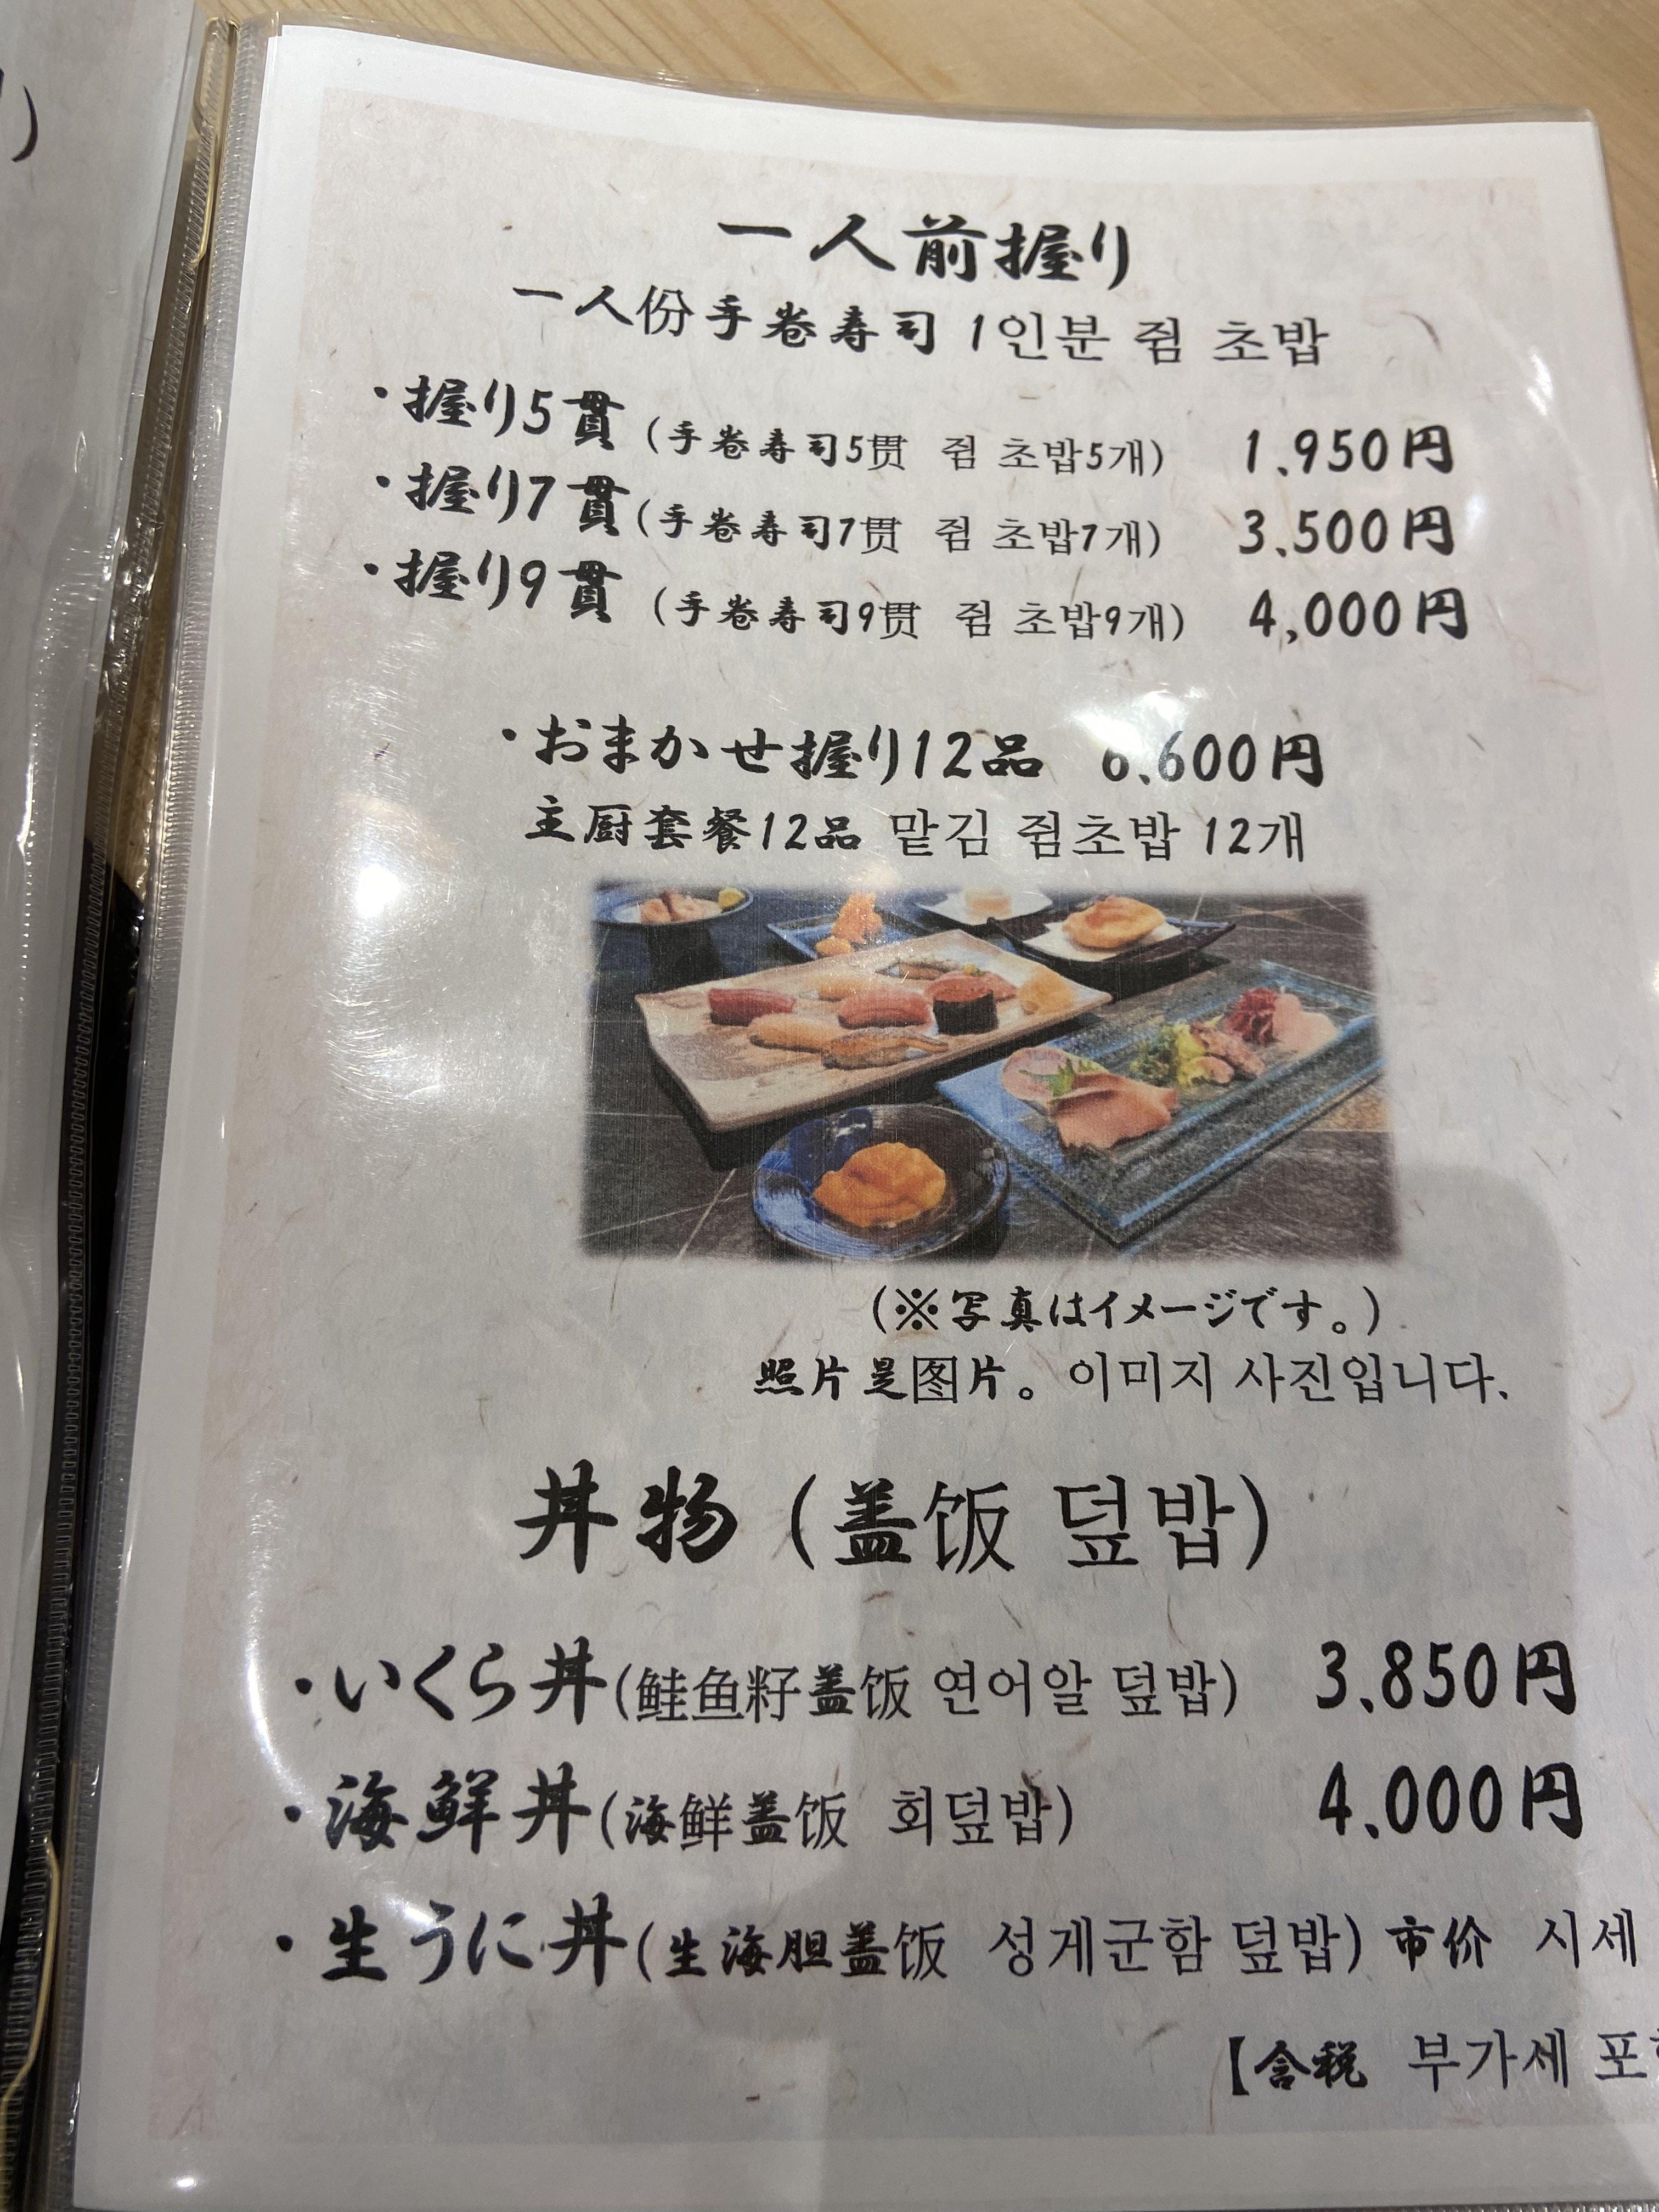 一人前握り
一人份手卷寿司 1인분 쥠 초밥
・握り5貫 (手卷寿司5贯 쥠 초밥5개) 1.950円
・握り7貫 (手卷寿司7贯 쥠 초밥7개) 3.500円
・握り9貫 (手卷寿司9贯 쥠 초밥9개) 4,000円
・おまかせ握り12品 6.600円
主厨套餐12品 맡김 쥠초밥 12개
(※写真はイメージです。)
照片是图片。이미지 사진입니다.
丼物 (盖饭 덮밥)
・いくら丼(鲑鱼籽盖饭 연어알 덮밥) 3.850円
・海鮮丼(海鲜盖饭 회덮밥) 4.000円
・生うに丼(生海胆盖饭 성게군함 덮밥) 市价 시세
【含税 부가세